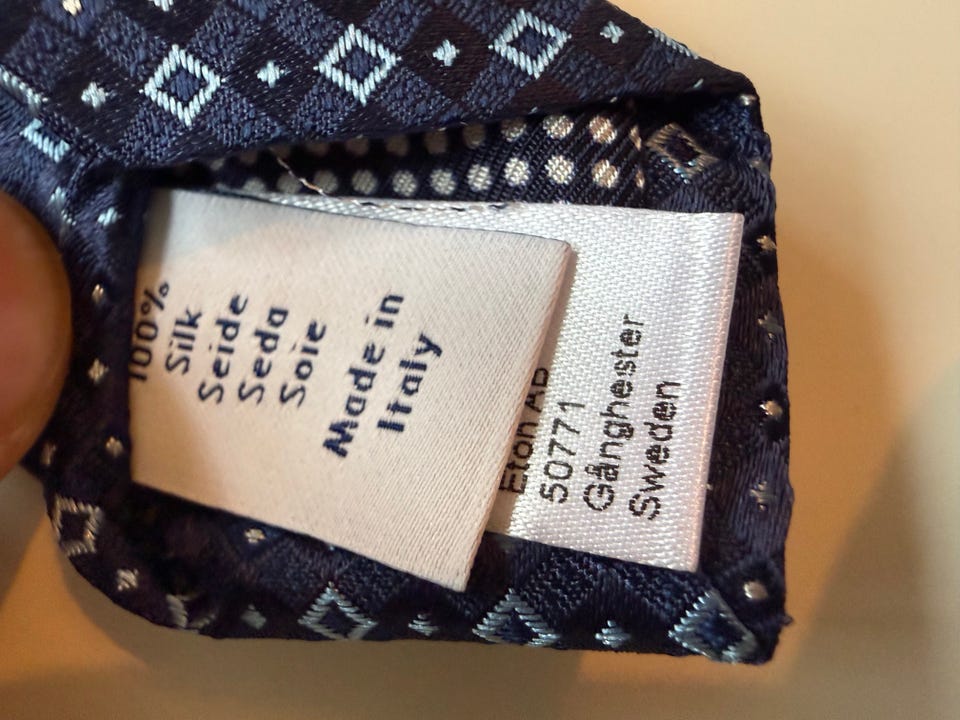 100%
Silk
Seide
Seda
Soie
Made in
Italy
Eton AB
50771
Gånghester
Sweden